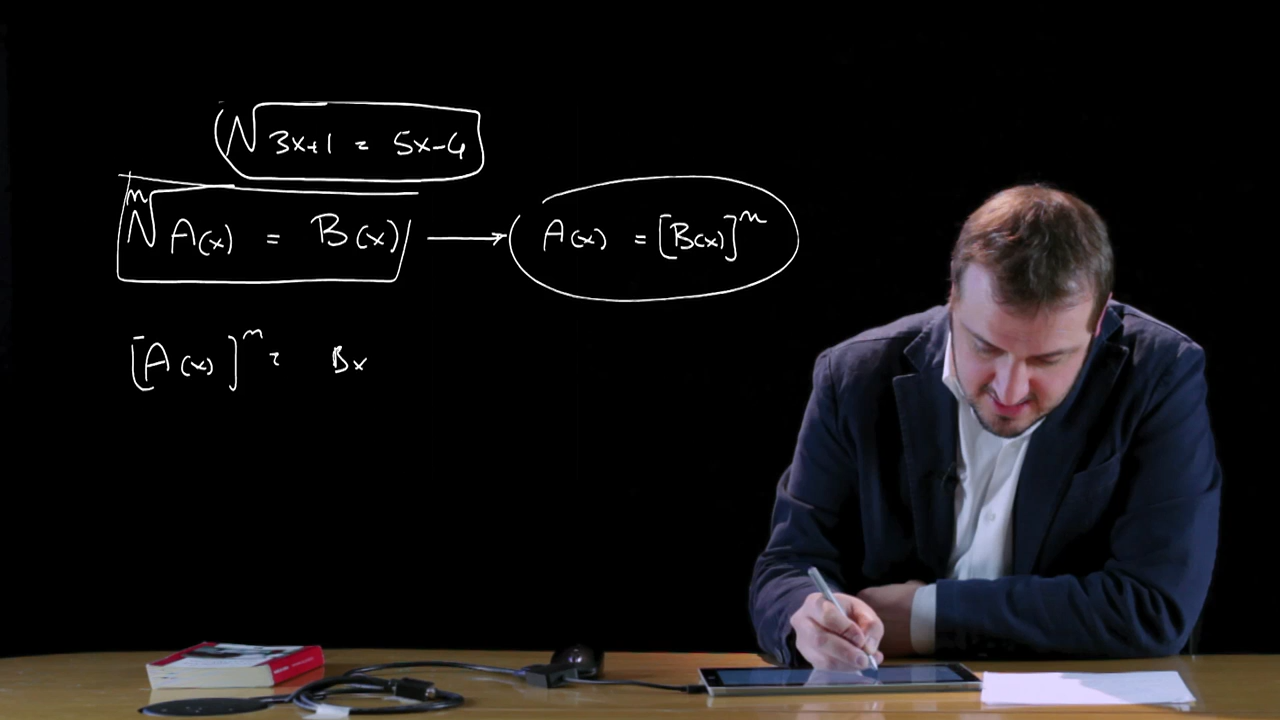 √3x+1 = 5x-4
ⁿ√A(x) = B(x) → A(x) = [B(x)]ⁿ
[A(x)]ⁿ = Bx